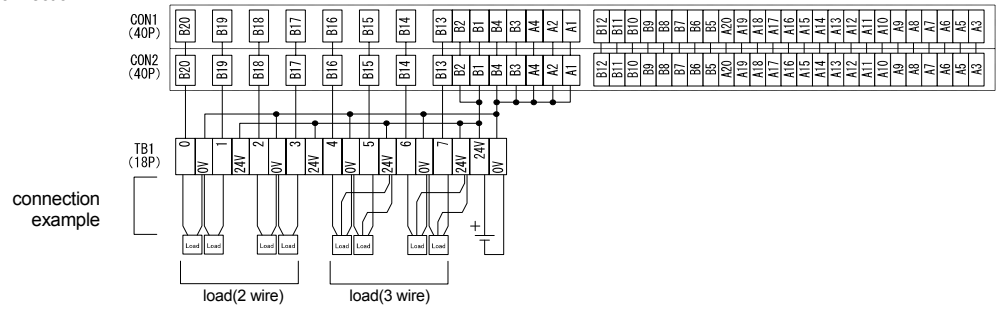 CON1
(40P)
B20 B19 B18 B17 B16 B15 B14 B13 B2 B1 B4 B3 A4 A2 A1 B12 B11 B10 B9 B8 B7 B6 B5 A20 A19 A18 A17 A16 A15 A14 A13 A12 A11 A10 A9 A8 A7 A6 A5 A3
CON2
(40P)
B20 B19 B18 B17 B16 B15 B14 B13 B2 B1 B4 B3 A4 A2 A1 B12 B11 B10 B9 B8 B7 B6 B5 A20 A19 A18 A17 A16 A15 A14 A13 A12 A11 A10 A9 A8 A7 A6 A5 A3
TB1
(18P)
0 0V 1 24V 2 0V 3 24V 4 0V 5 24V 6 0V 7 24V 24V 0V
connection
example
+
Load Load Load Load Load Load Load Load
load(2 wire) load(3 wire)